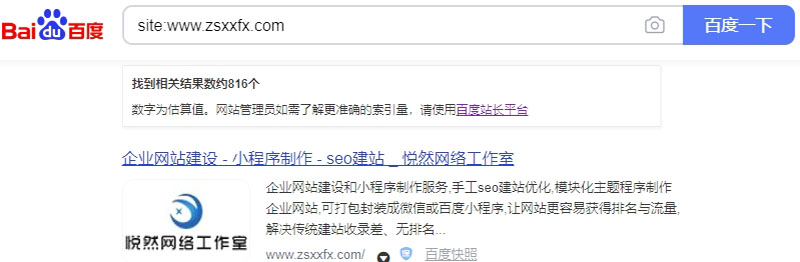 Bai du 百度
site:www.zsxxfx.com
百度一下
找到相关结果数约816个
数字为估算值。网站管理员如需了解更准确的索引量，请使用百度站长平台
企业网站建设 - 小程序制作 - seo建站 _ 悦然网络工作室
企业网站建设和小程序制作服务,手工seo建站优化,模块化主题程序制作
企业网站,可打包封装成微信或百度小程序,让网站更容易获得排名与流量,
解决传统建站收录差、无排名...
悦然网络工作室
www.zsxxfx.com/ 百度快照